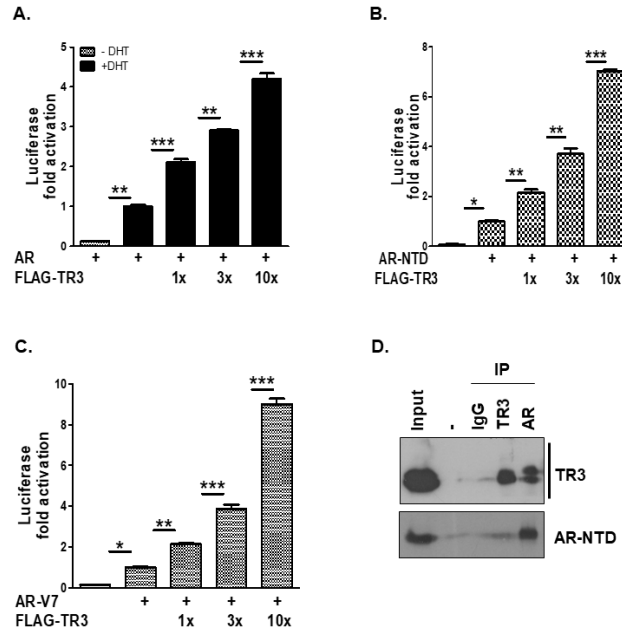 A.
- DHT
+DHT
***
**
***
**
5
4
3
2
1
0
Luciferase
fold activation
AR + + + + +
FLAG-TR3 1x 3x 10x
B.
***
**
**
*
8
6
4
2
0
Luciferase
fold activation
AR-NTD + + + +
FLAG-TR3 1x 3x 10x
C.
***
***
**
*
10
8
6
4
2
0
Luciferase
fold activation
AR-V7 + + + +
FLAG-TR3 1x 3x 10x
D.
IP
Input - IgG TR3 AR
TR3
AR-NTD